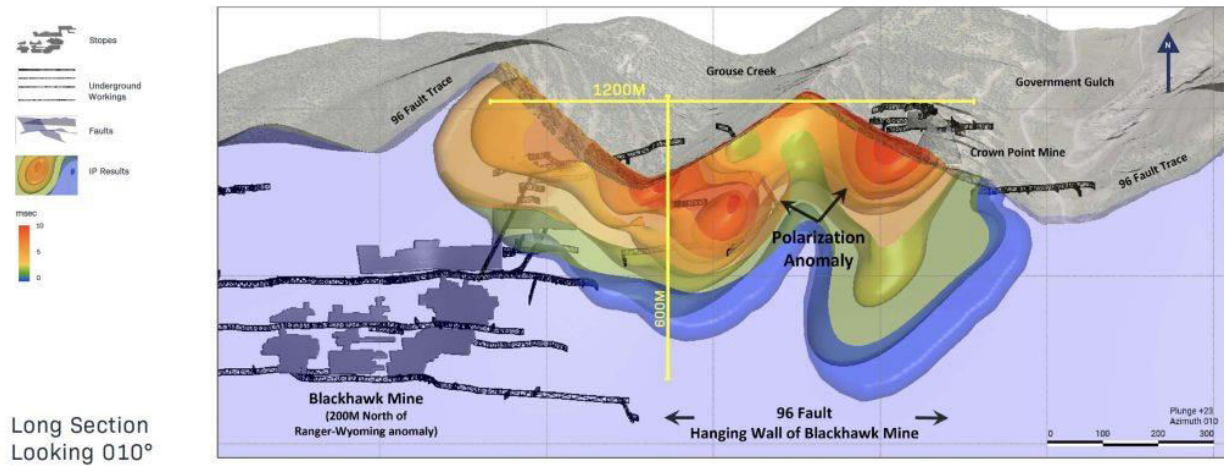 Stopes
Underground
Workings
Faults
IP Results
msec
10
5
0
Long Section
Looking 010°
96 Fault Trace
Grouse Creek
Government Gulch
N
1200M
Crown Point Mine
96 Fault Trace
Polarization
Anomaly
600M
Blackhawk Mine
(200M North of
Ranger-Wyoming anomaly)
96 Fault
Hanging Wall of Blackhawk Mine
Plunge +23
Azimuth 010
0 100 200 300